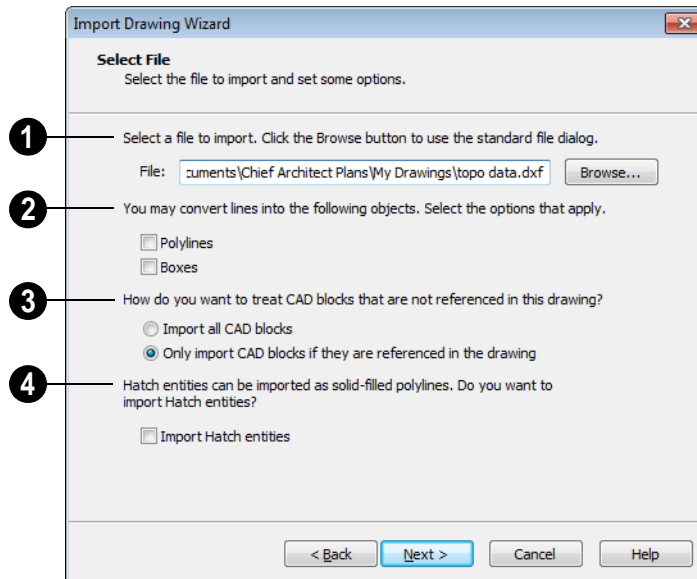 Import Drawing Wizard
Select File
Select the file to import and set some options.
1 Select a file to import. Click the Browse button to use the standard file dialog.
File: :uments\Chief Architect Plans\My Drawings\topo data.dxf Browse...
2 You may convert lines into the following objects. Select the options that apply.
Polylines
Boxes
3 How do you want to treat CAD blocks that are not referenced in this drawing?
Import all CAD blocks
Only import CAD blocks if they are referenced in the drawing
4 Hatch entities can be imported as solid-filled polylines. Do you want to
import Hatch entities?
Import Hatch entities
< Back Next > Cancel Help